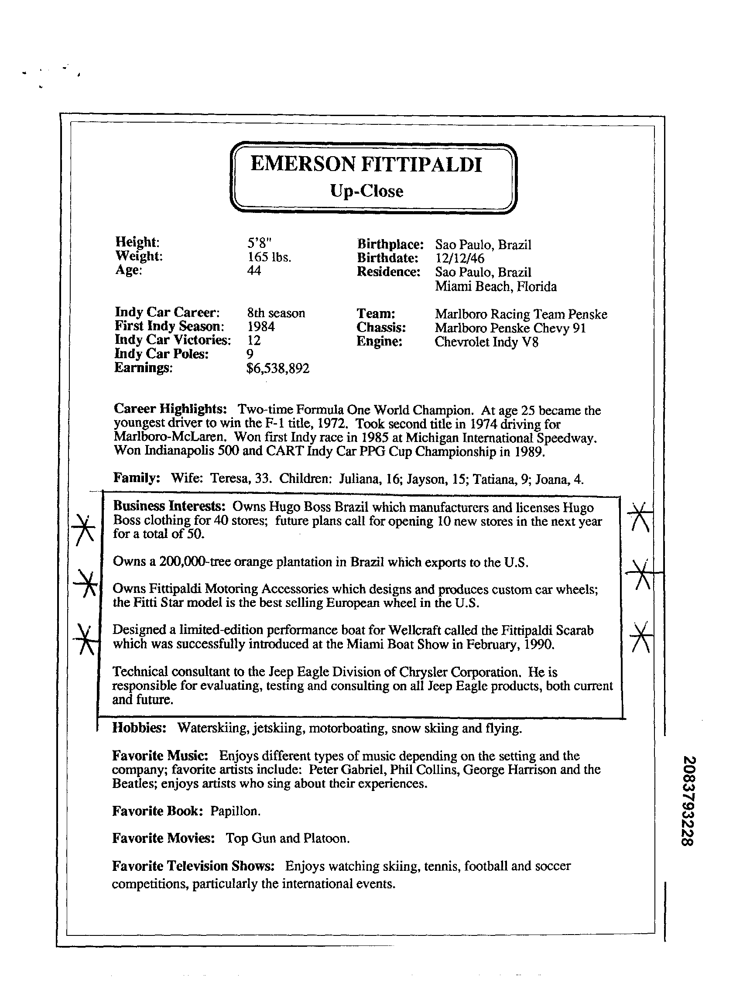 EMERSON FITTIPALDI
Up-Close
Height: 5'8"
Weight: 165 lbs.
Age: 44
Birthplace: Sao Paulo, Brazil
Birthdate: 12/12/46
Residence: Sao Paulo, Brazil
Miami Beach, Florida
Indy Car Career: 8th season
First Indy Season: 1984
Indy Car Victories: 12
Indy Car Poles: 9
Earnings: $6,538,892
Team: Marlboro Racing Team Penske
Chassis: Marlboro Penske Chevy 91
Engine: Chevrolet Indy V8
Career Highlights: Two-time Formula One World Champion. At age 25 became the
youngest driver to win the F-1 title, 1972. Took second title in 1974 driving for
Marlboro-McLaren. Won first Indy race in 1985 at Michigan International Speedway.
Won Indianapolis 500 and CART Indy Car PPG Cup Championship in 1989.
Family: Wife: Teresa, 33. Children: Juliana, 16; Jayson, 15; Tatiana, 9; Joana, 4.
Business Interests: Owns Hugo Boss Brazil which manufacturers and licenses Hugo
Boss clothing for 40 stores; future plans call for opening 10 new stores in the next year
for a total of 50.
Owns a 200,000-tree orange plantation in Brazil which exports to the U.S.
Owns Fittipaldi Motoring Accessories which designs and produces custom car wheels;
the Fitti Star model is the best selling European wheel in the U.S.
Designed a limited-edition performance boat for Wellcraft called the Fittipaldi Scarab
which was successfully introduced at the Miami Boat Show in February, 1990.
Technical consultant to the Jeep Eagle Division of Chrysler Corporation. He is
responsible for evaluating, testing and consulting on all Jeep Eagle products, both current
and future.
Hobbies: Waterskiing, jetskiing, motorboating, snow skiing and flying.
Favorite Music: Enjoys different types of music depending on the setting and the
company; favorite artists include: Peter Gabriel, Phil Collins, George Harrison and the
Beatles; enjoys artists who sing about their experiences.
Favorite Book: Papillon.
Favorite Movies: Top Gun and Platoon.
Favorite Television Shows: Enjoys watching skiing, tennis, football and soccer
competitions, particularly the international events.
2083793228